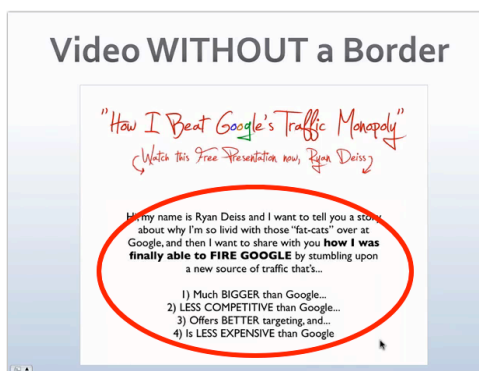 Video WITHOUT a Border
"How I Beat Google's Traffic Monopoly"
(Watch this Free Presentation now, Ryan Deiss)
Hi, my name is Ryan Deiss and I want to tell you a story
about why I'm so livid with those "fat-cats" over at
Google, and then I want to share with you how I was
finally able to FIRE GOOGLE by stumbling upon
a new source of traffic that's...
1) Much BIGGER than Google...
2) LESS COMPETITIVE than Google...
3) Offers BETTER targeting, and...
4) Is LESS EXPENSIVE than Google